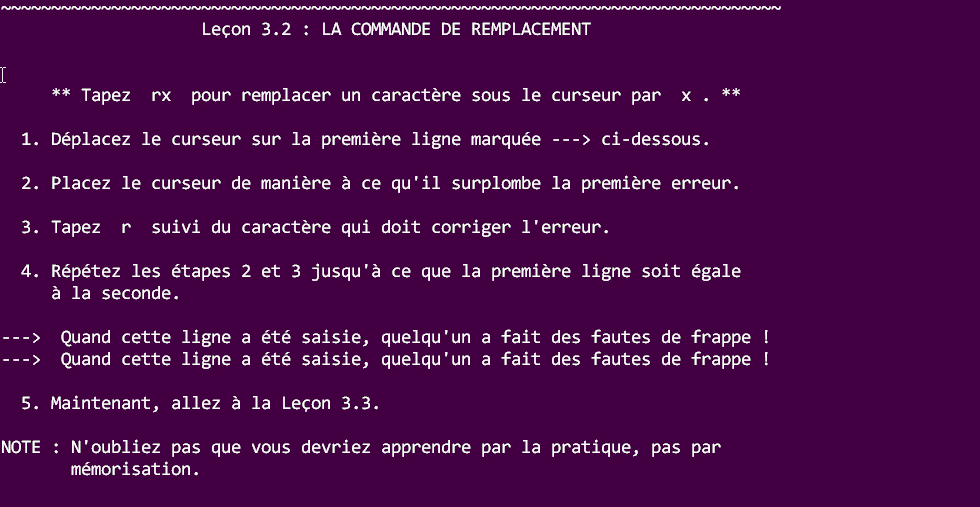 ~~~~~~~~~~~~~~~~~~~~~~~~~~~~~~~~~~~~~~~~~~~~~~~~~~~~~~~~~~~~~~~~~~~~~~~~~~~~~~
Leçon 3.2 : LA COMMANDE DE REMPLACEMENT
** Tapez  rx  pour remplacer un caractère sous le curseur par  x . **
1. Déplacez le curseur sur la première ligne marquée ---> ci-dessous.
2. Placez le curseur de manière à ce qu'il surplombe la première erreur.
3. Tapez  r  suivi du caractère qui doit corriger l'erreur.
4. Répétez les étapes 2 et 3 jusqu'à ce que la première ligne soit égale
à la seconde.
--->  Quand cette ligne a été saisie, quelqu'un a fait des fautes de frappe !
--->  Quand cette ligne a été saisie, quelqu'un a fait des fautes de frappe !
5. Maintenant, allez à la Leçon 3.3.
NOTE : N'oubliez pas que vous devriez apprendre par la pratique, pas par
mémorisation.